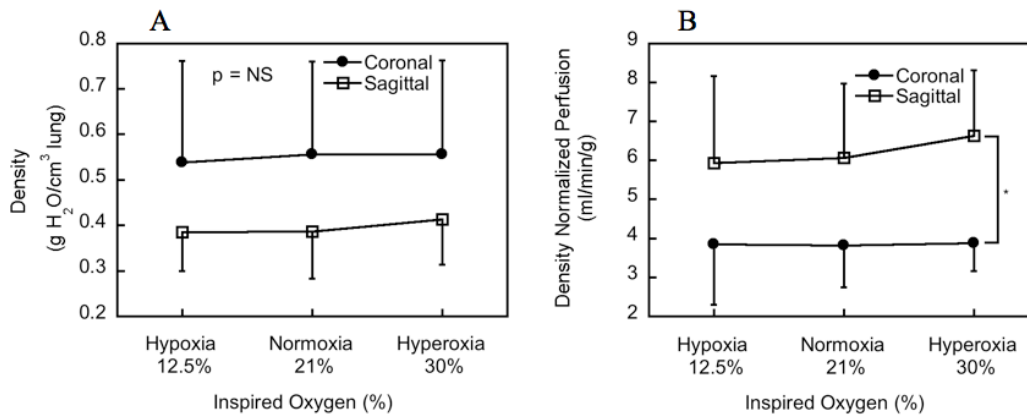 A
0.8
0.7
0.6
0.5
0.4
0.3
0.2
Density
(g H₂O/cm³ lung)
p = NS
Coronal
Sagittal
Hypoxia
12.5%
Normoxia
21%
Hyperoxia
30%
Inspired Oxygen (%)
B
9
8
7
6
5
4
3
2
Density Normalized Perfusion
(ml/min/g)
Coronal
Sagittal
*
Hypoxia
12.5%
Normoxia
21%
Hyperoxia
30%
Inspired Oxygen (%)